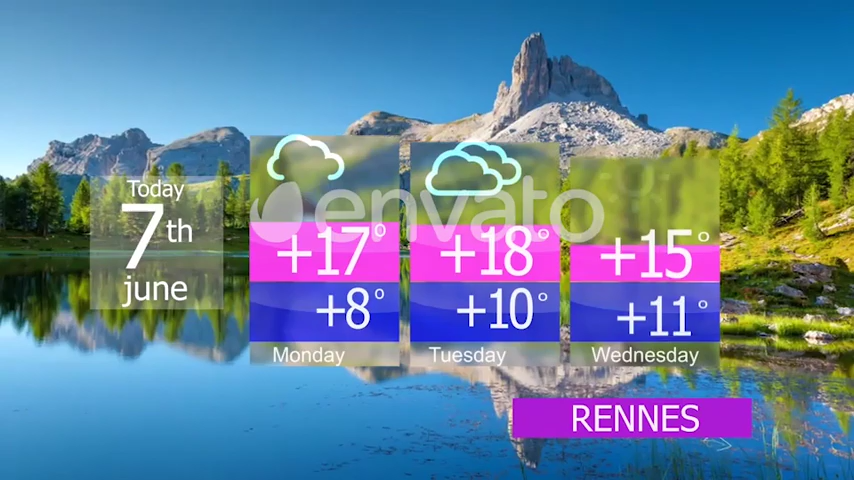 Today
7th
june
+17°
+8°
Monday
+18°
+10°
Tuesday
+15°
+11°
Wednesday
envato
RENNES